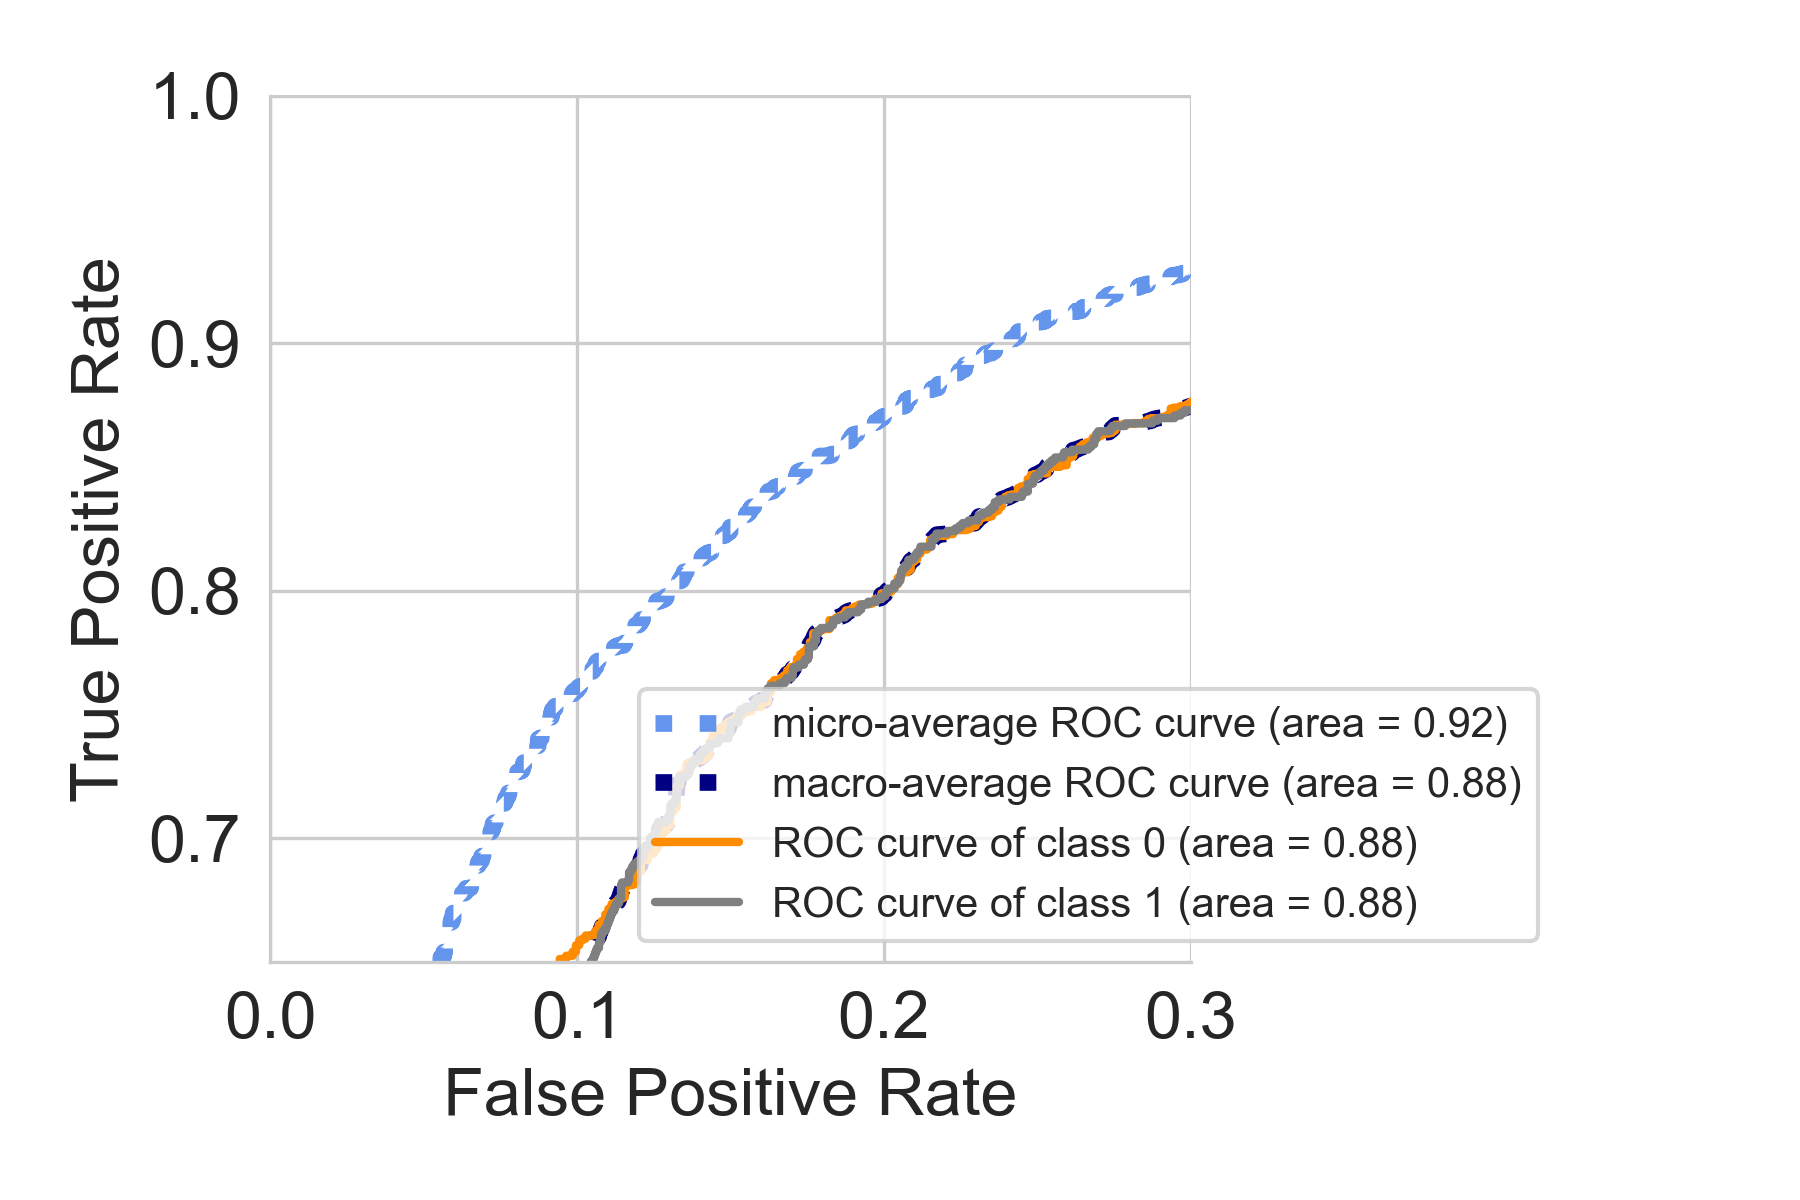 True Positive Rate
1.0
0.9
0.8
0.7
micro-average ROC curve (area = 0.92)
macro-average ROC curve (area = 0.88)
ROC curve of class 0 (area = 0.88)
ROC curve of class 1 (area = 0.88)
0.0 0.1 0.2 0.3
False Positive Rate